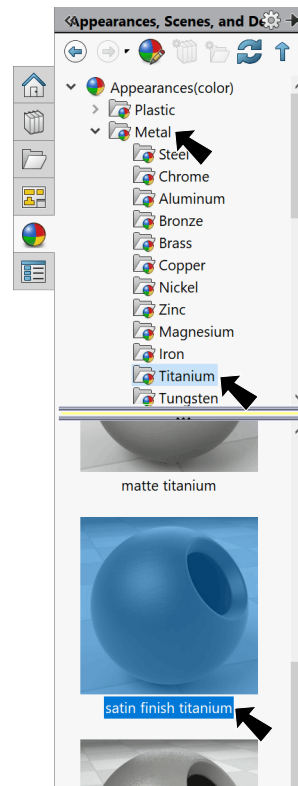 Appearances, Scenes, and De
Appearances(color)
Plastic
Metal
Steel
Chrome
Aluminum
Bronze
Brass
Copper
Nickel
Zinc
Magnesium
Iron
Titanium
Tungsten
matte titanium
satin finish titanium